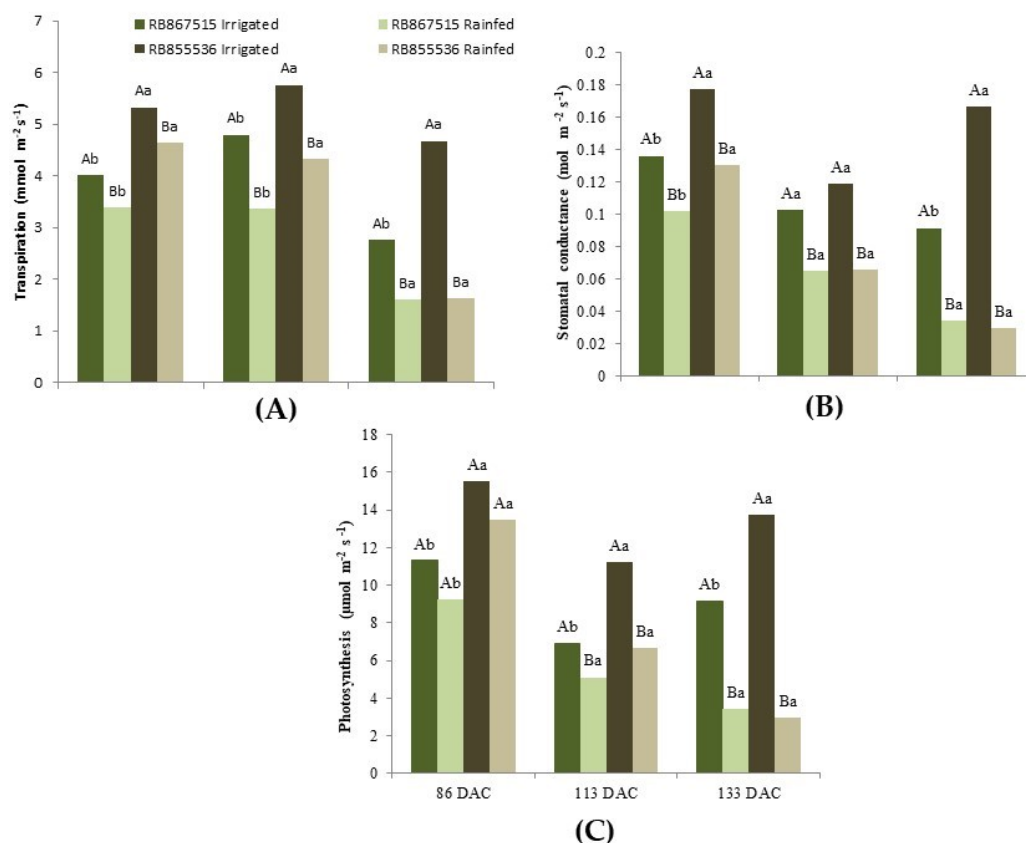 7
6
5
4
3
2
1
0
Transpiration (mmol m⁻² s⁻¹)
RB867515 Irrigated RB867515 Rainfed
RB855536 Irrigated RB855536 Rainfed
Ab Bb Aa Ba
Ab Bb Aa Ba
Ab Ba Aa Ba
(A)
0.2
0.18
0.16
0.14
0.12
0.1
0.08
0.06
0.04
0.02
0
Stomatal conductance (mol m⁻² s⁻¹)
Ab Bb Aa Ba
Aa Ba Aa Ba
Ab Ba Aa Ba
(B)
18
16
14
12
10
8
6
4
2
0
Photosynthesis (µmol m⁻² s⁻¹)
Ab Ab Aa Aa
Ab Ba Aa Ba
Ab Ba Aa Ba
86 DAC 113 DAC 133 DAC
(C)